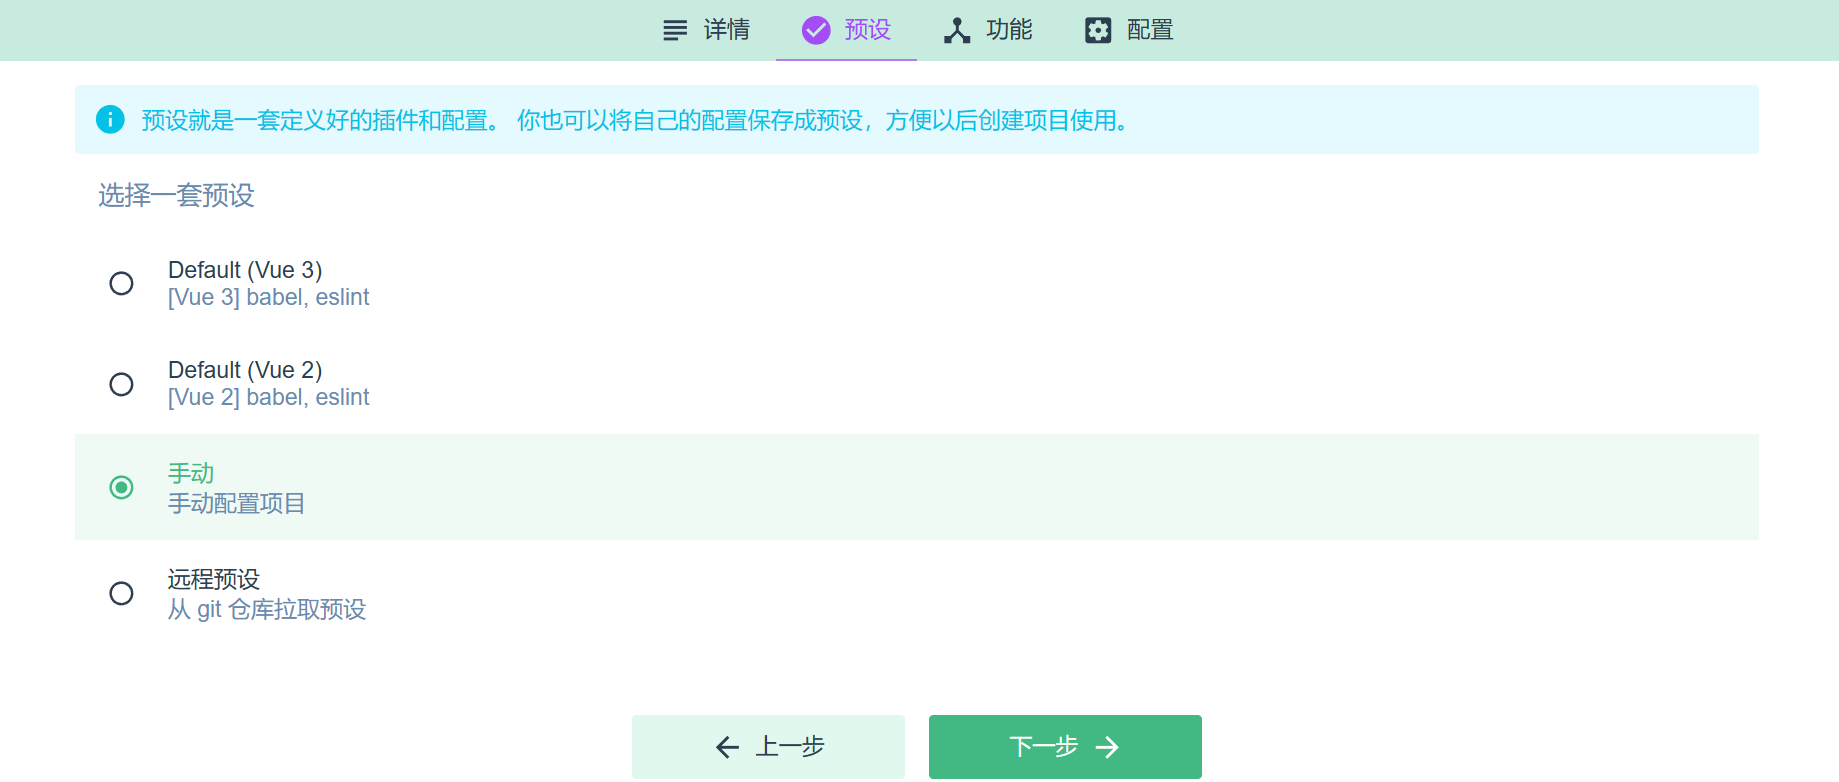 详情 预设 功能 配置
预设就是一套定义好的插件和配置。 你也可以将自己的配置保存成预设，方便以后创建项目使用。
选择一套预设
Default (Vue 3)
[Vue 3] babel, eslint
Default (Vue 2)
[Vue 2] babel, eslint
手动
手动配置项目
远程预设
从 git 仓库拉取预设
上一步 下一步